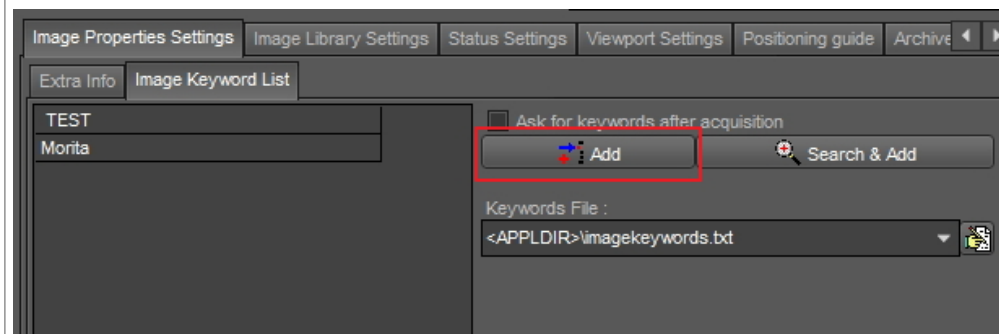 Image Properties Settings Image Library Settings Status Settings Viewport Settings Positioning guide Archive
Extra Info Image Keyword List
TEST
Morita
Ask for keywords after acquisition
Add Search & Add
Keywords File :
<APPLDIR>\imagekeywords.txt